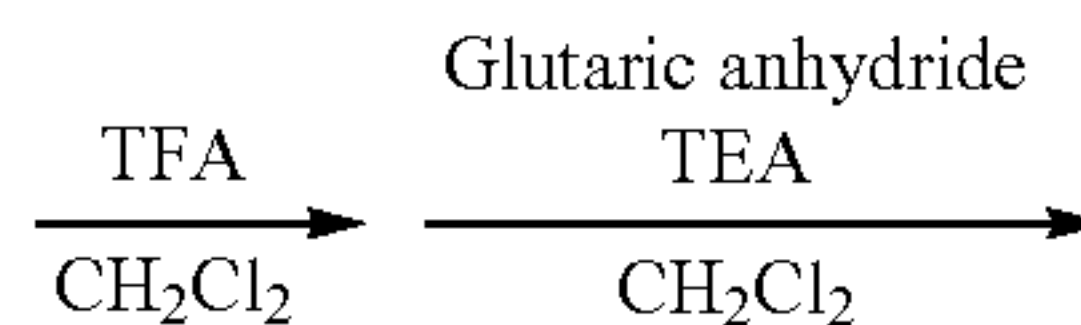 TFA
CH₂Cl₂
Glutaric anhydride
TEA
CH₂Cl₂